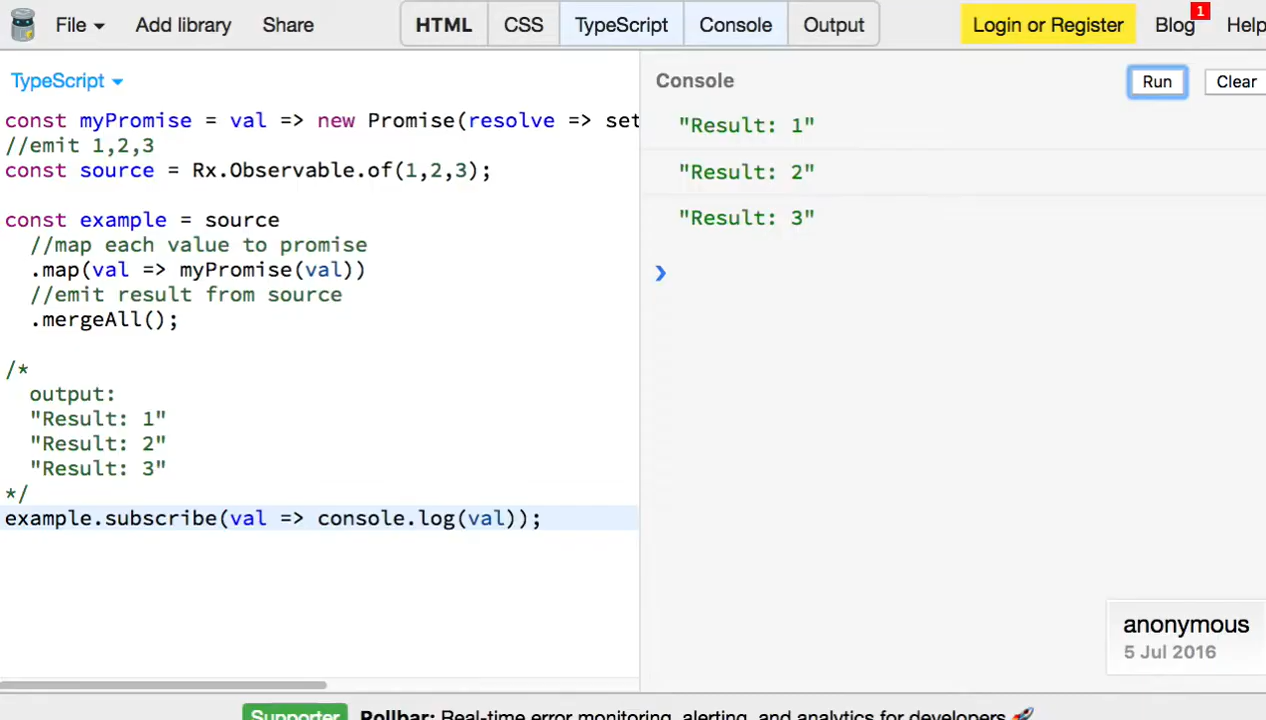 File Add library Share HTML CSS TypeScript Console Output Login or Register Blog 1 Help
TypeScript
const myPromise = val => new Promise(resolve => set
//emit 1,2,3
const source = Rx.Observable.of(1,2,3);
const example = source
//map each value to promise
.map(val => myPromise(val))
//emit result from source
.mergeAll();
/*
output:
"Result: 1"
"Result: 2"
"Result: 3"
*/
example.subscribe(val => console.log(val));
Console Run Clear
"Result: 1"
"Result: 2"
"Result: 3"
anonymous
5 Jul 2016
Supporter Rollbar: Real-time error monitoring, alerting, and analytics for developers 🚀